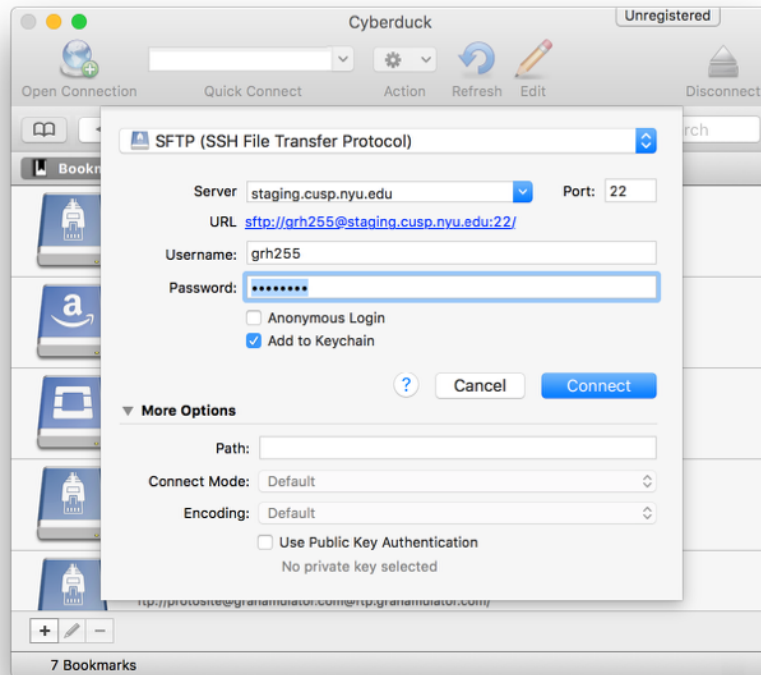 Cyberduck
Unregistered
Open Connection
Quick Connect
Action
Refresh
Edit
Disconnect
SFTP (SSH File Transfer Protocol)
Server
staging.cusp.nyu.edu
Port:
22
URL
sftp://grh255@staging.cusp.nyu.edu:22/
Username:
grh255
Password:
••••••••
Anonymous Login
Add to Keychain
?
Cancel
Connect
More Options
Path:
Connect Mode:
Default
Encoding:
Default
Use Public Key Authentication
No private key selected
7 Bookmarks